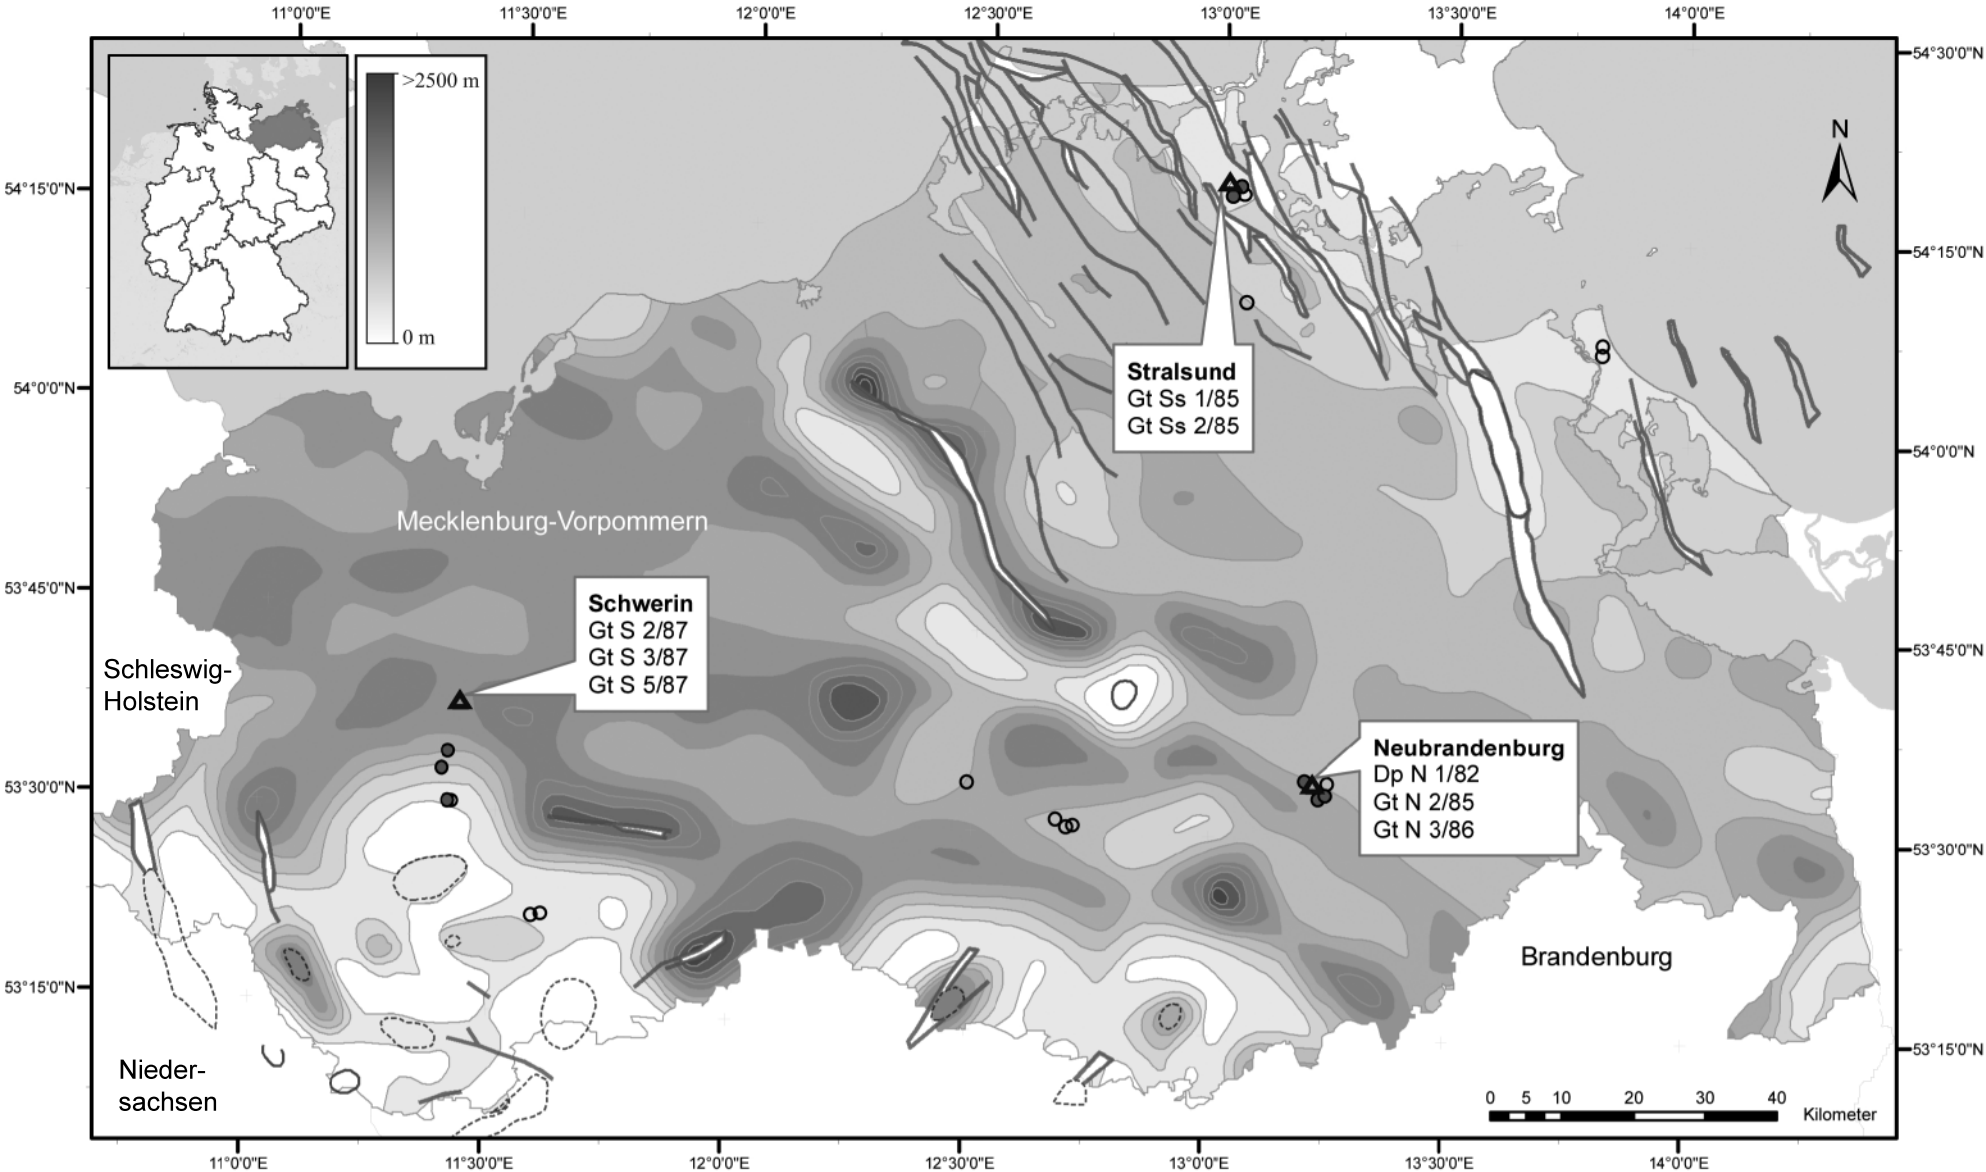 11°0'0"E
11°30'0"E
12°0'0"E
12°30'0"E
13°0'0"E
13°30'0"E
14°0'0"E
54°30'0"N
>2500 m
0 m
N
54°15'0"N
54°15'0"N
Stralsund
Gt Ss 1/85
Gt Ss 2/85
54°0'0"N
54°0'0"N
Mecklenburg-Vorpommern
53°45'0"N
Schwerin
Gt S 2/87
Gt S 3/87
Gt S 5/87
53°45'0"N
Schleswig-
Holstein
Neubrandenburg
Dp N 1/82
Gt N 2/85
Gt N 3/86
53°30'0"N
53°30'0"N
Brandenburg
53°15'0"N
53°15'0"N
Nieder-
sachsen
0 5 10 20 30 40
Kilometer
11°0'0"E
11°30'0"E
12°0'0"E
12°30'0"E
13°0'0"E
13°30'0"E
14°0'0"E